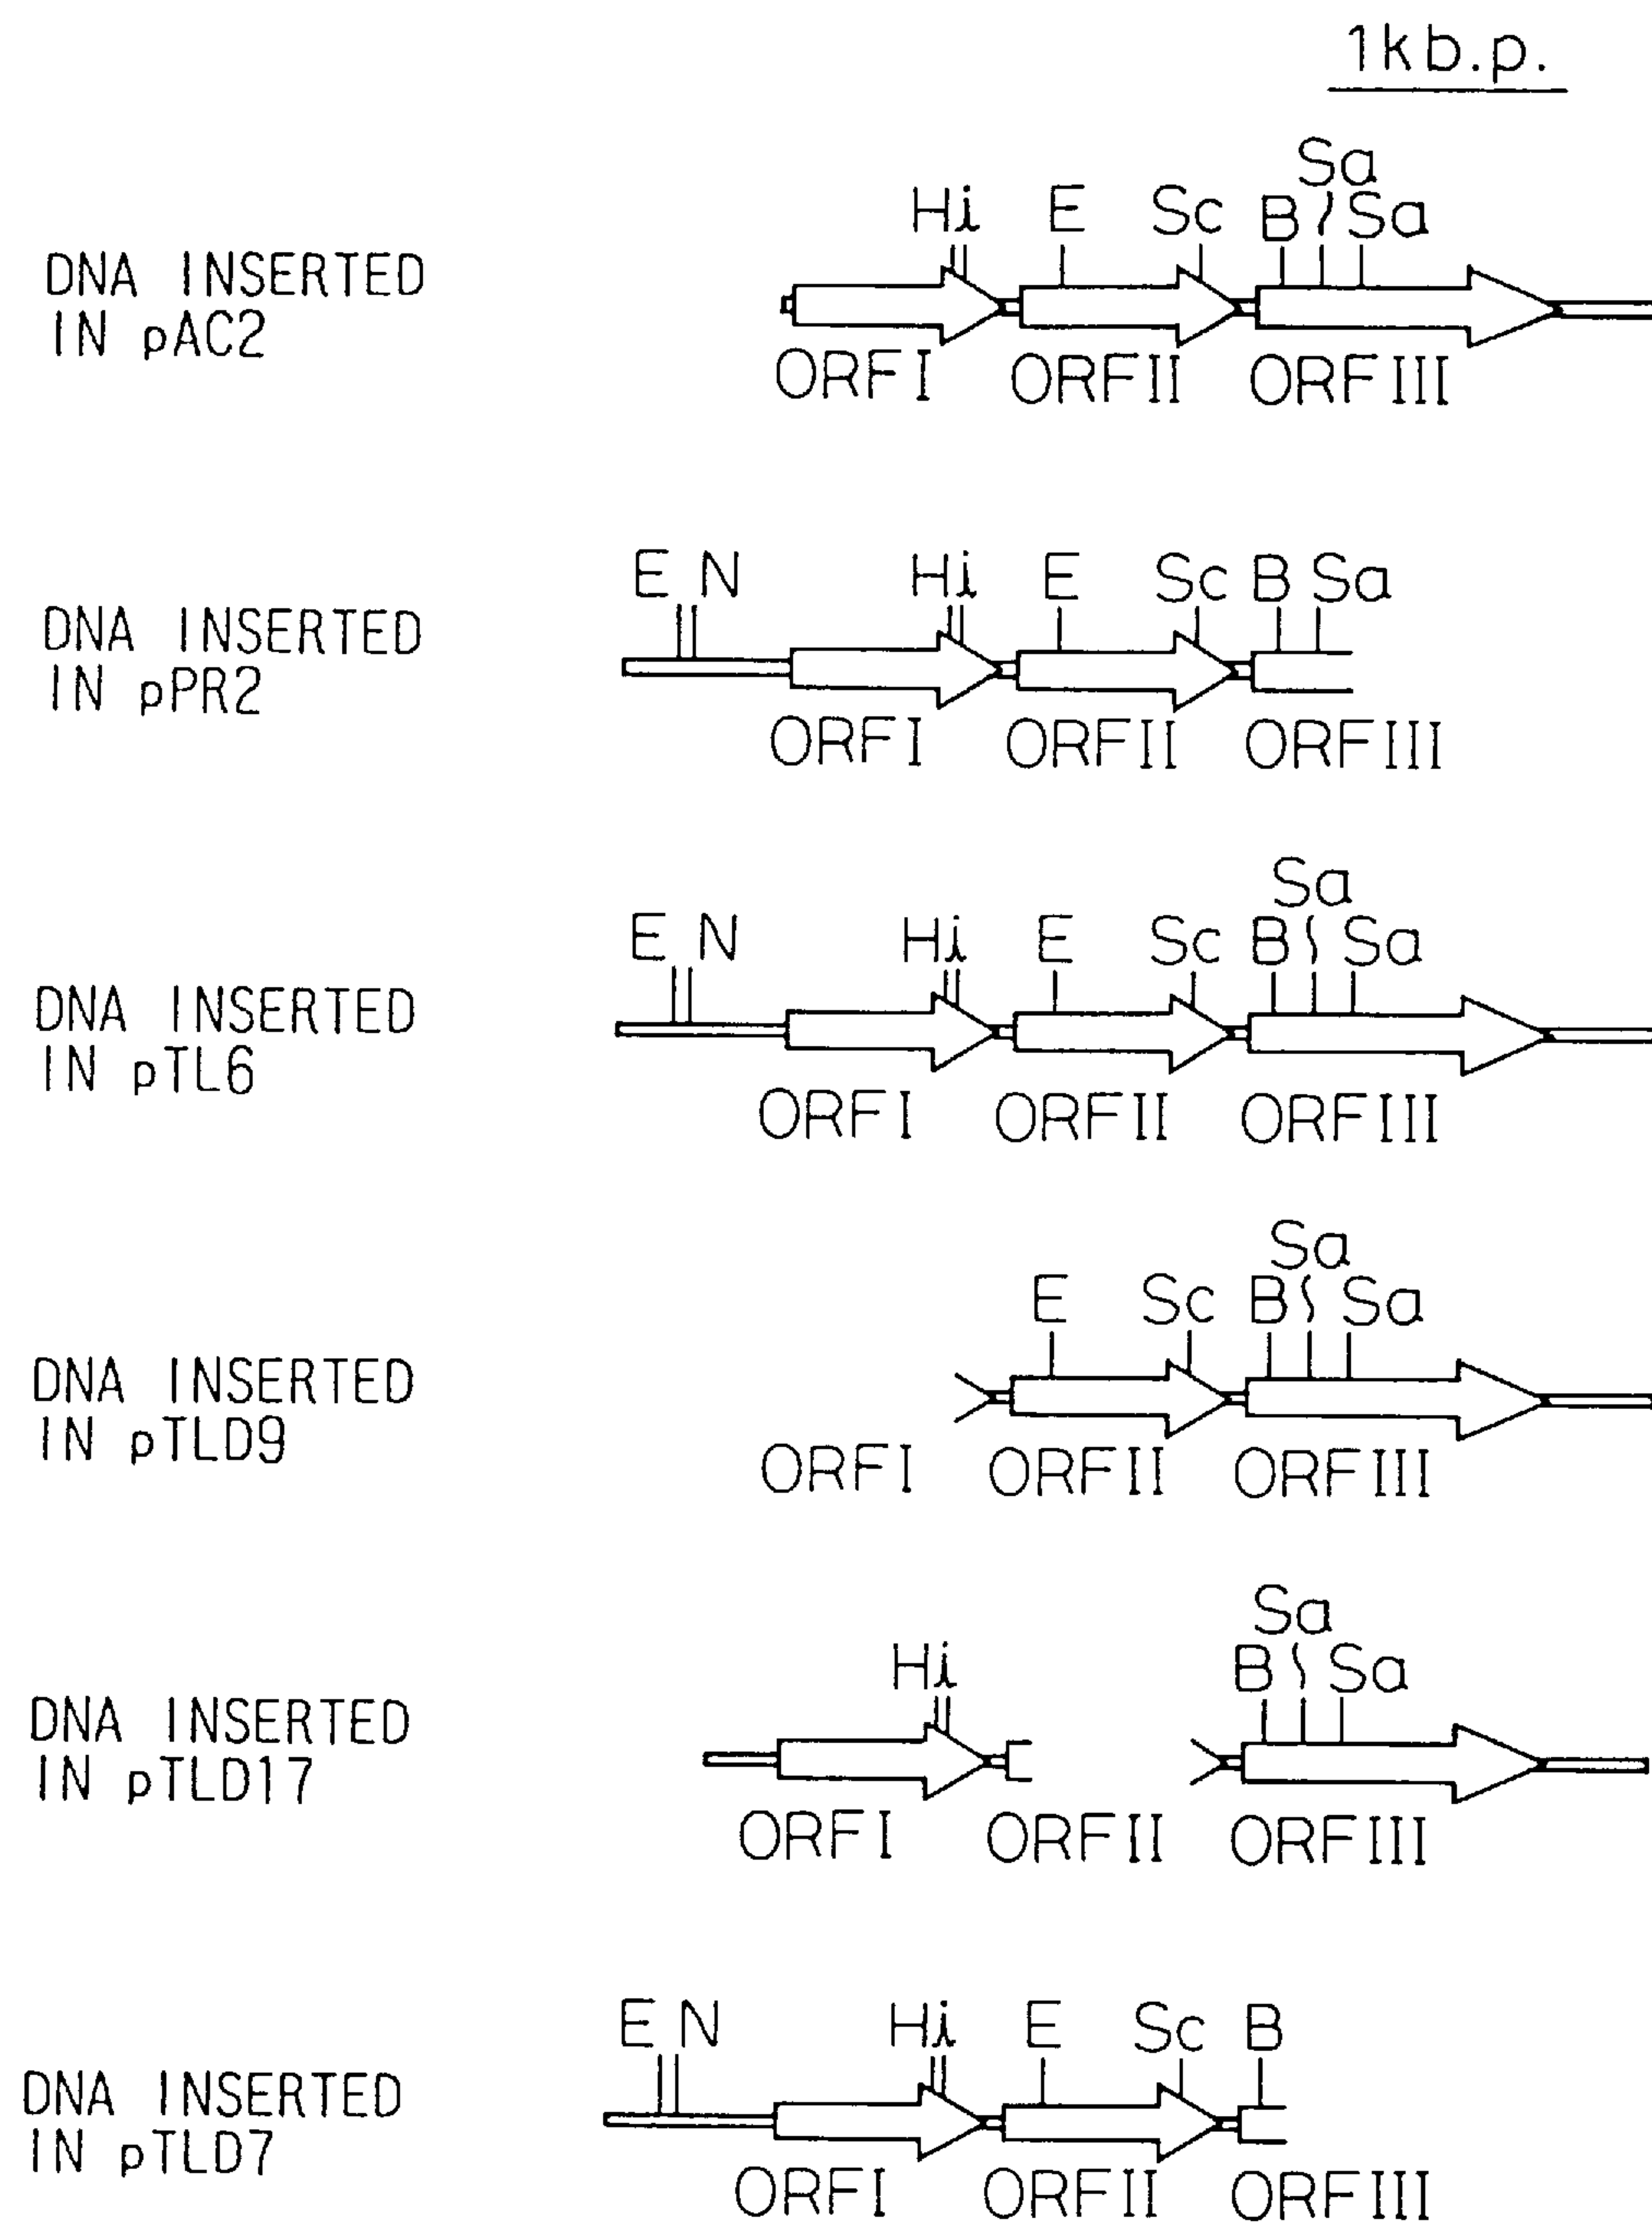 1kb.p.
Sa
Hi E Sc B Sa
DNA INSERTED
IN pAC2
ORFI ORFII ORFIII
E N Hi E Sc B Sa
DNA INSERTED
IN pPR2
ORFI ORFII ORFIII
Sa
E N Hi E Sc B Sa
DNA INSERTED
IN pTL6
ORFI ORFII ORFIII
Sa
E Sc B Sa
DNA INSERTED
IN pTLD9
ORFI ORFII ORFIII
Sa
Hi B Sa
DNA INSERTED
IN pTLD17
ORFI ORFII ORFIII
E N Hi E Sc B
DNA INSERTED
IN pTLD7
ORFI ORFII ORFIII